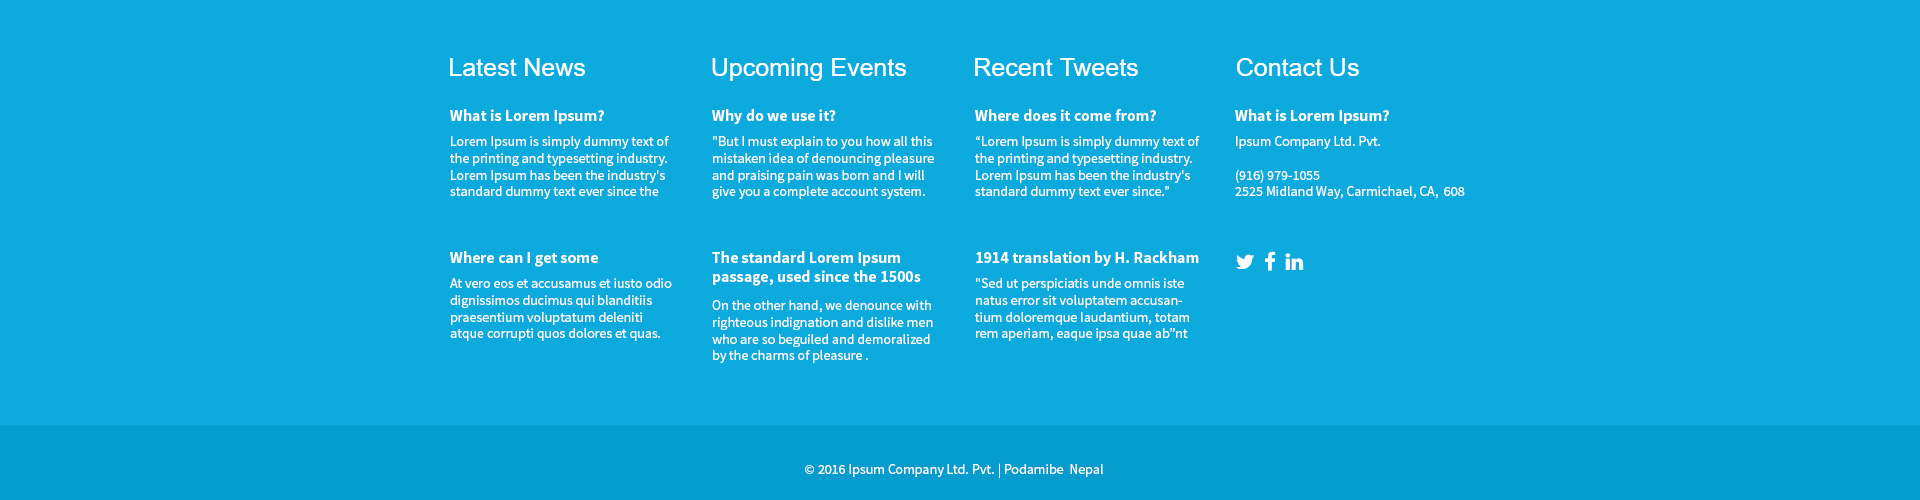 Latest News
What is Lorem Ipsum?
Lorem Ipsum is simply dummy text of
the printing and typesetting industry.
Lorem Ipsum has been the industry's
standard dummy text ever since the
Where can I get some
At vero eos et accusamus et iusto odio
dignissimos ducimus qui blanditiis
praesentium voluptatum deleniti
atque corrupti quos dolores et quas.
Upcoming Events
Why do we use it?
"But I must explain to you how all this
mistaken idea of denouncing pleasure
and praising pain was born and I will
give you a complete account system.
The standard Lorem Ipsum
passage, used since the 1500s
On the other hand, we denounce with
righteous indignation and dislike men
who are so beguiled and demoralized
by the charms of pleasure .
Recent Tweets
Where does it come from?
“Lorem Ipsum is simply dummy text of
the printing and typesetting industry.
Lorem Ipsum has been the industry's
standard dummy text ever since.”
1914 translation by H. Rackham
"Sed ut perspiciatis unde omnis iste
natus error sit voluptatem accusan-
tium doloremque laudantium, totam
rem aperiam, eaque ipsa quae ab”nt
Contact Us
What is Lorem Ipsum?
Ipsum Company Ltd. Pvt.
(916) 979-1055
2525 Midland Way, Carmichael, CA,  608
© 2016 Ipsum Company Ltd. Pvt. | Podamibe  Nepal